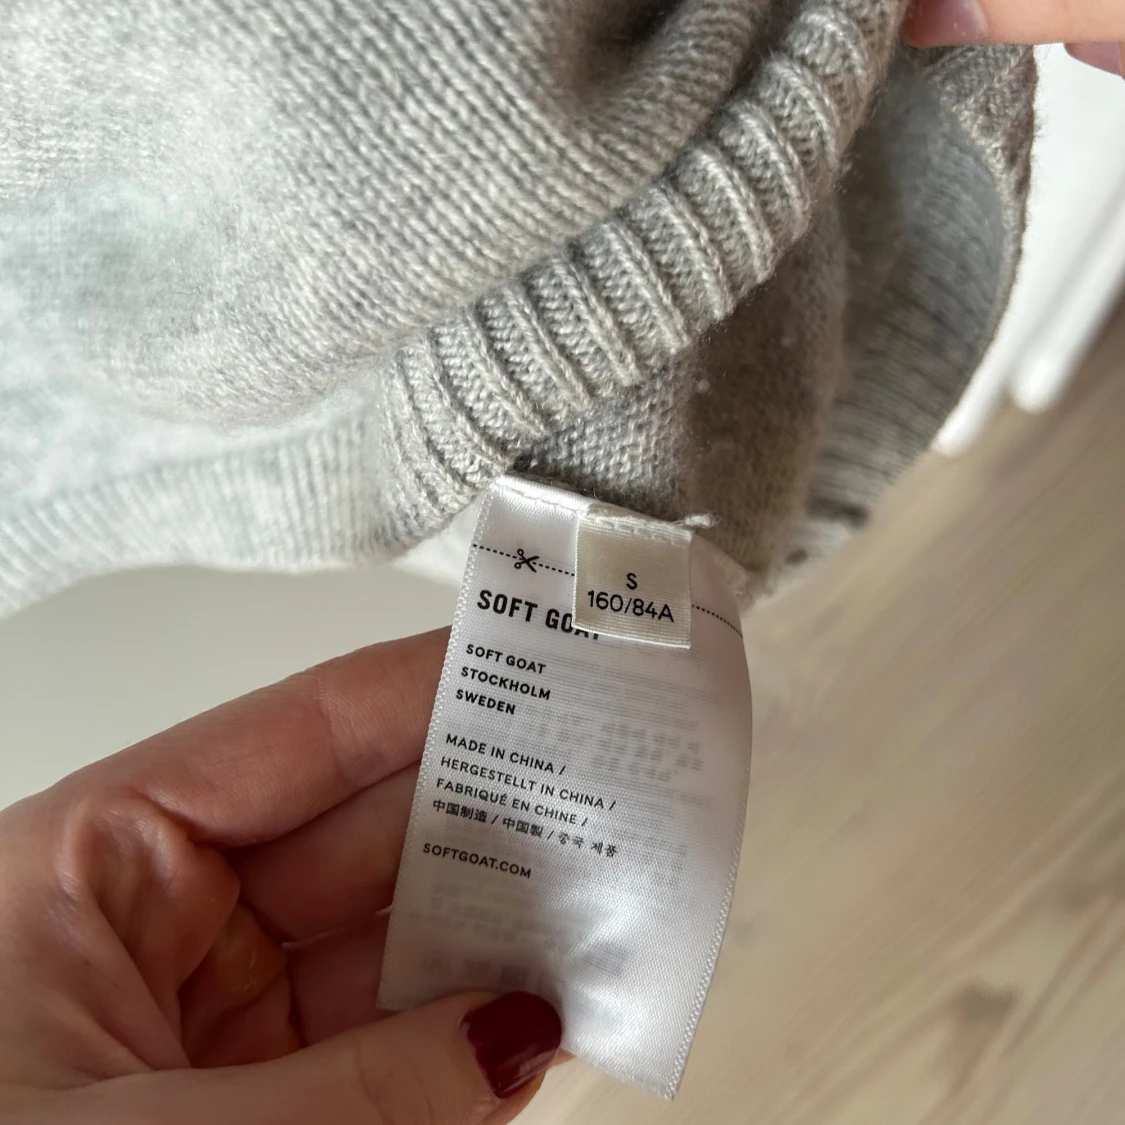 S
160/84A
SOFT GOAT
SOFT GOAT
STOCKHOLM
SWEDEN
MADE IN CHINA /
HERGESTELLT IN CHINA /
FABRIQUÉ EN CHINE /
中国制造 / 中国製 / 중국 제품
SOFTGOAT.COM